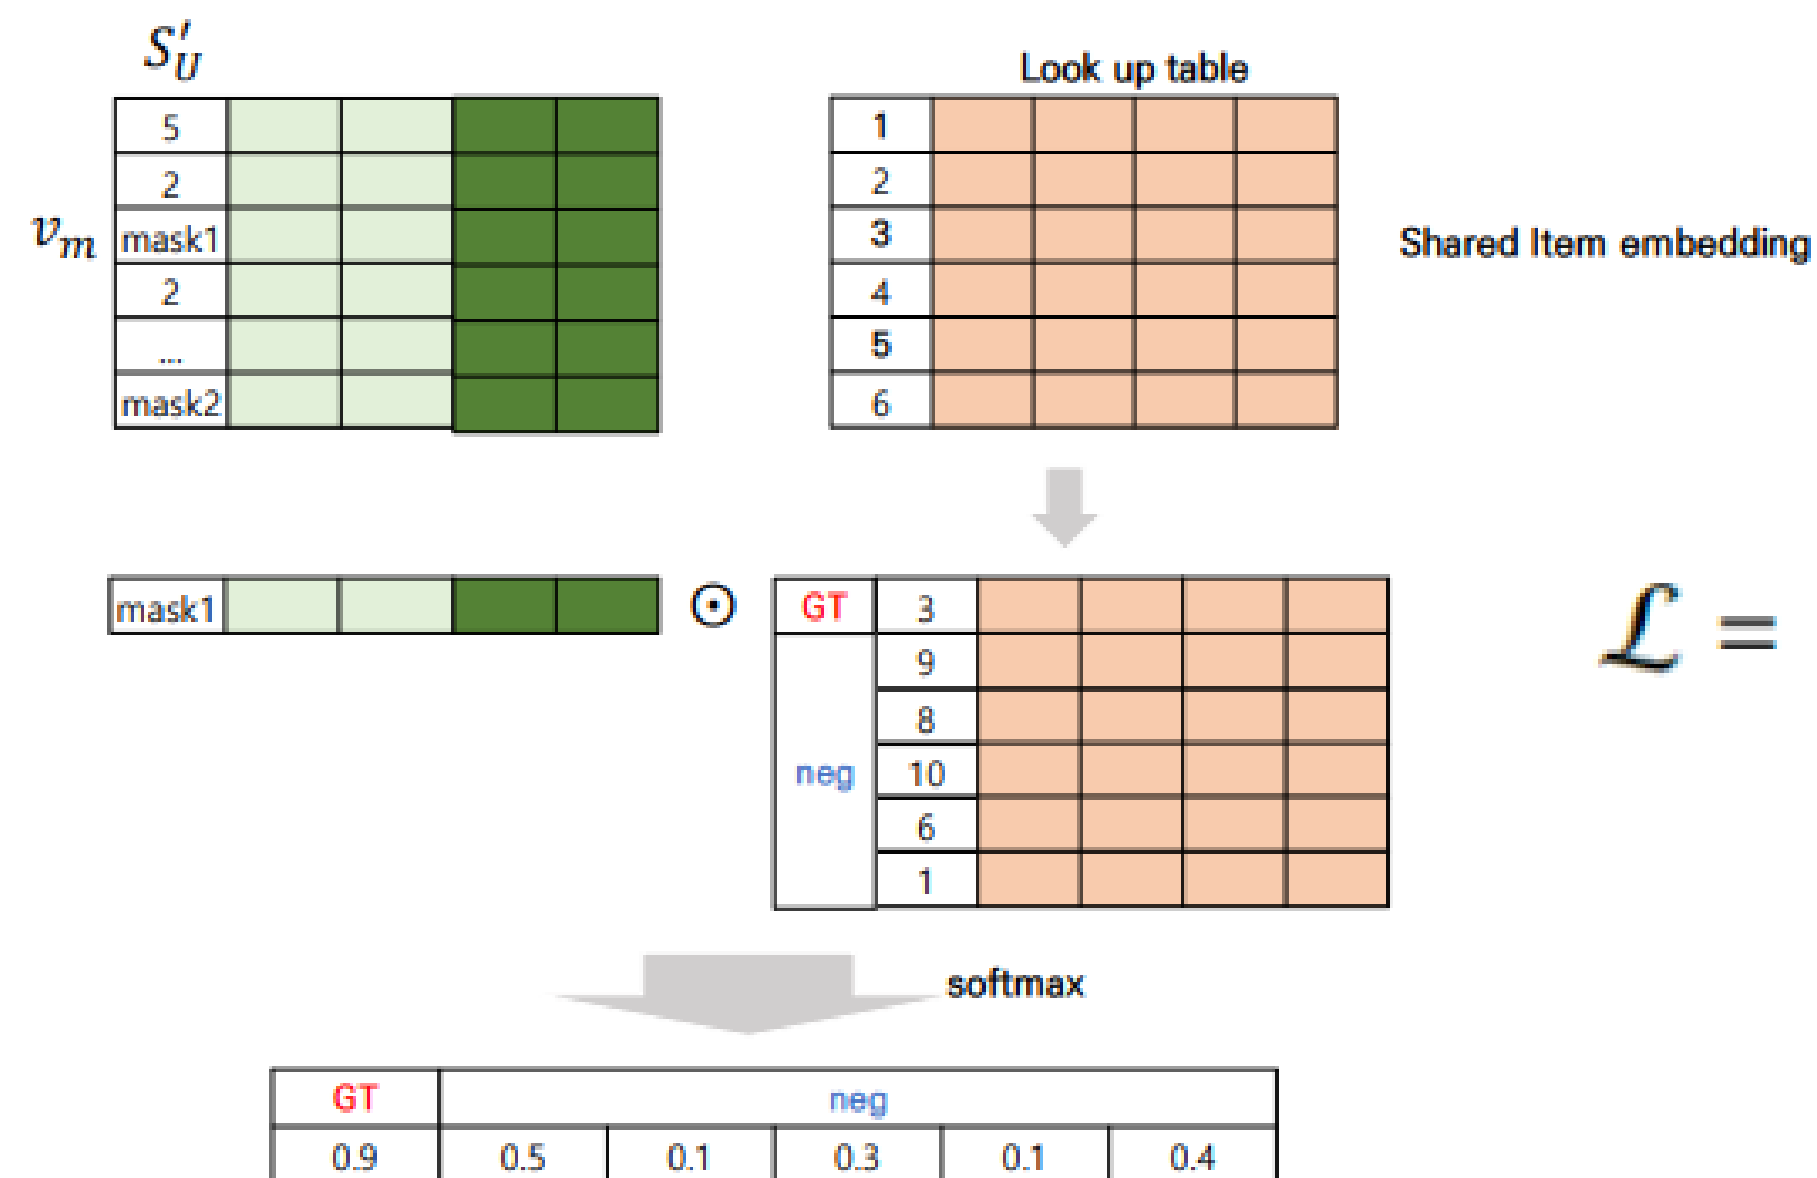 S'_U
5
2
v_m mask1
2
...
mask2
Look up table
1
2
3
4
5
6
Shared Item embedding
mask1 ⊙ GT 3
neg
9
8
10
6
1
ℒ =
softmax
GT neg
0.9 0.5 0.1 0.3 0.1 0.4